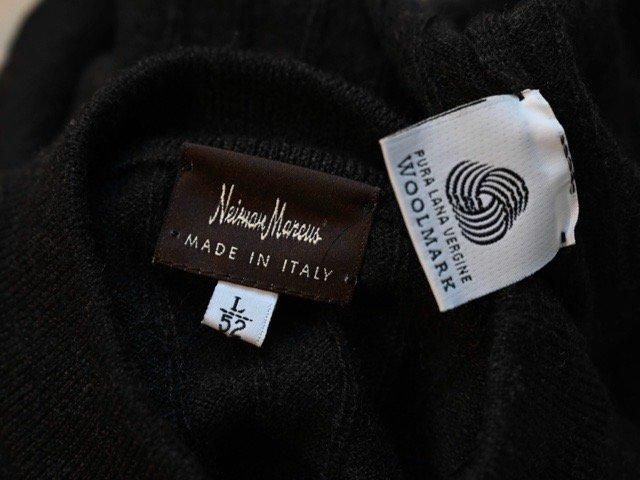 Neiman Marcus
MADE IN ITALY
L
52
PURA LANA VERGINE
WOOLMARK